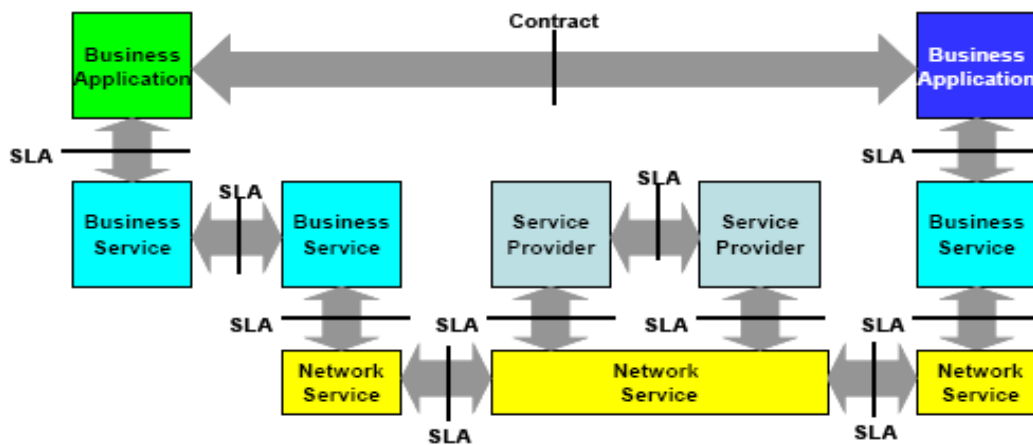 Contract
Business
Application
Business
Application
SLA
SLA
Business
Service
SLA
Business
Service
Service
Provider
SLA
Service
Provider
Business
Service
SLA
SLA
SLA
SLA
Network
Service
Network
Service
Network
Service
SLA
SLA